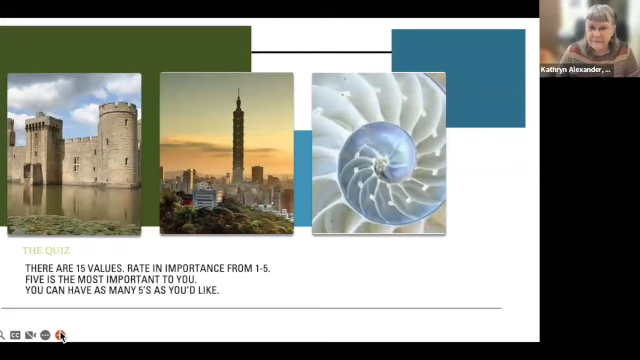 Kathryn Alexander, ...
THE QUIZ
THERE ARE 15 VALUES. RATE IN IMPORTANCE FROM 1-5.
FIVE IS THE MOST IMPORTANT TO YOU.
YOU CAN HAVE AS MANY 5'S AS YOU'D LIKE.
CC